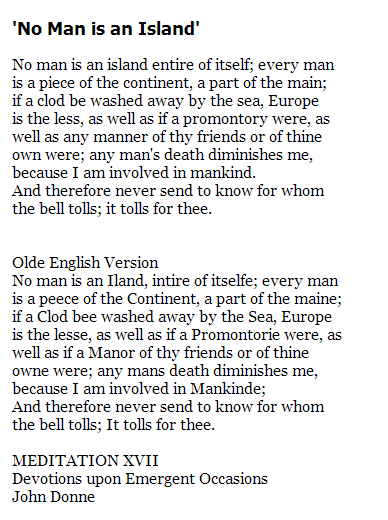 'No Man is an Island'
No man is an island entire of itself; every man
is a piece of the continent, a part of the main;
if a clod be washed away by the sea, Europe
is the less, as well as if a promontory were, as
well as any manner of thy friends or of thine
own were; any man's death diminishes me,
because I am involved in mankind.
And therefore never send to know for whom
the bell tolls; it tolls for thee.
Olde English Version
No man is an Iland, intire of itselfe; every man
is a peece of the Continent, a part of the maine;
if a Clod bee washed away by the Sea, Europe
is the lesse, as well as if a Promontorie were, as
well as if a Manor of thy friends or of thine
owne were; any mans death diminishes me,
because I am involved in Mankinde;
And therefore never send to know for whom
the bell tolls; It tolls for thee.
MEDITATION XVII
Devotions upon Emergent Occasions
John Donne